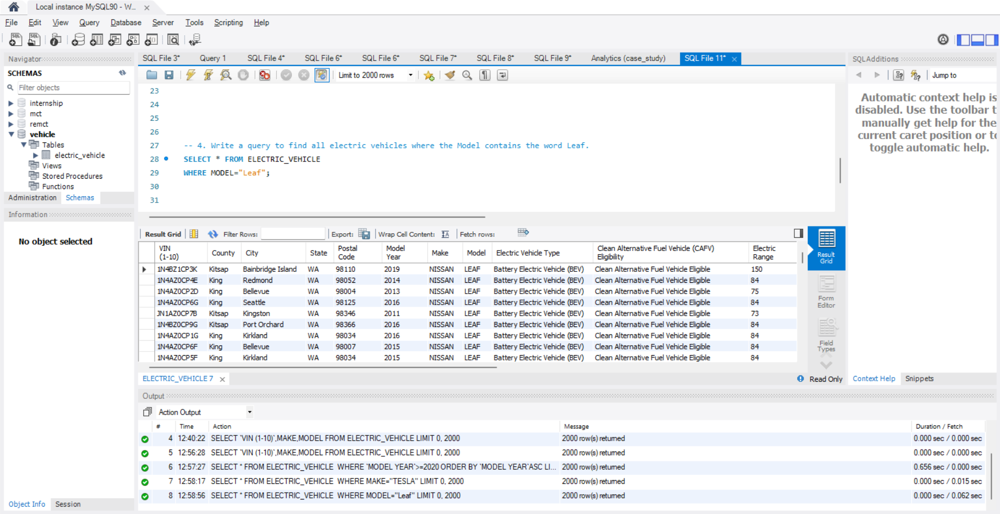 Local instance MySQL90 - W...
File Edit View Query Database Server Tools Scripting Help
Navigator
SCHEMAS
Filter objects
internship
mct
remct
vehicle
Tables
electric_vehicle
Views
Stored Procedures
Functions
Administration Schemas
Information
No object selected
Object Info Session
SQL File 3* Query 1 SQL File 4* SQL File 6* SQL File 6* SQL File 7* SQL File 8* SQL File 9* Analytics (case_study) SQL File 11*
Limit to 2000 rows
23
24
25
26
27 -- 4. Write a query to find all electric vehicles where the Model contains the word Leaf.
28 SELECT * FROM ELECTRIC_VEHICLE
29 WHERE MODEL="Leaf";
30
31
Result Grid Filter Rows: Export: Wrap Cell Content: Fetch rows:
VIN (1-10) County City State Postal Code Model Year Make Model Electric Vehicle Type Clean Alternative Fuel Vehicle (CAFV) Eligibility Electric Range
1N4BZ1CP3K Kitsap Bainbridge Island WA 98110 2019 NISSAN LEAF Battery Electric Vehicle (BEV) Clean Alternative Fuel Vehicle Eligible 150
1N4AZ0CP4E King Redmond WA 98052 2014 NISSAN LEAF Battery Electric Vehicle (BEV) Clean Alternative Fuel Vehicle Eligible 84
1N4AZ0CP2D King Bellevue WA 98004 2013 NISSAN LEAF Battery Electric Vehicle (BEV) Clean Alternative Fuel Vehicle Eligible 75
1N4AZ0CP6G King Seattle WA 98125 2016 NISSAN LEAF Battery Electric Vehicle (BEV) Clean Alternative Fuel Vehicle Eligible 84
JN1AZ0CP7B Kitsap Kingston WA 98346 2011 NISSAN LEAF Battery Electric Vehicle (BEV) Clean Alternative Fuel Vehicle Eligible 73
1N4BZ0CP9G Kitsap Port Orchard WA 98366 2016 NISSAN LEAF Battery Electric Vehicle (BEV) Clean Alternative Fuel Vehicle Eligible 84
1N4AZ0CP1G King Kirkland WA 98034 2016 NISSAN LEAF Battery Electric Vehicle (BEV) Clean Alternative Fuel Vehicle Eligible 84
1N4AZ0CP6F King Bellevue WA 98007 2015 NISSAN LEAF Battery Electric Vehicle (BEV) Clean Alternative Fuel Vehicle Eligible 84
1N4AZ0CP5F King Kirkland WA 98034 2015 NISSAN LEAF Battery Electric Vehicle (BEV) Clean Alternative Fuel Vehicle Eligible 84
Result Grid
Form Editor
Field Types
ELECTRIC_VEHICLE 7
Read Only
SQLAdditions
Jump to
Automatic context help is
disabled. Use the toolbar t
manually get help for the
current caret position or to
toggle automatic help.
Context Help Snippets
Output
Action Output
# Time Action Message Duration / Fetch
4 12:40:22 SELECT `VIN (1-10)`,MAKE,MODEL FROM ELECTRIC_VEHICLE LIMIT 0, 2000 2000 row(s) returned 0.000 sec / 0.000 sec
5 12:56:28 SELECT `VIN (1-10)`,MAKE,MODEL FROM ELECTRIC_VEHICLE LIMIT 0, 2000 2000 row(s) returned 0.000 sec / 0.000 sec
6 12:57:27 SELECT * FROM ELECTRIC_VEHICLE WHERE `MODEL YEAR`>=2020 ORDER BY `MODEL YEAR`ASC LI... 2000 row(s) returned 0.656 sec / 0.000 sec
7 12:58:17 SELECT * FROM ELECTRIC_VEHICLE WHERE MAKE="TESLA" LIMIT 0, 2000 2000 row(s) returned 0.000 sec / 0.015 sec
8 12:58:56 SELECT * FROM ELECTRIC_VEHICLE WHERE MODEL="Leaf" LIMIT 0, 2000 2000 row(s) returned 0.000 sec / 0.062 sec